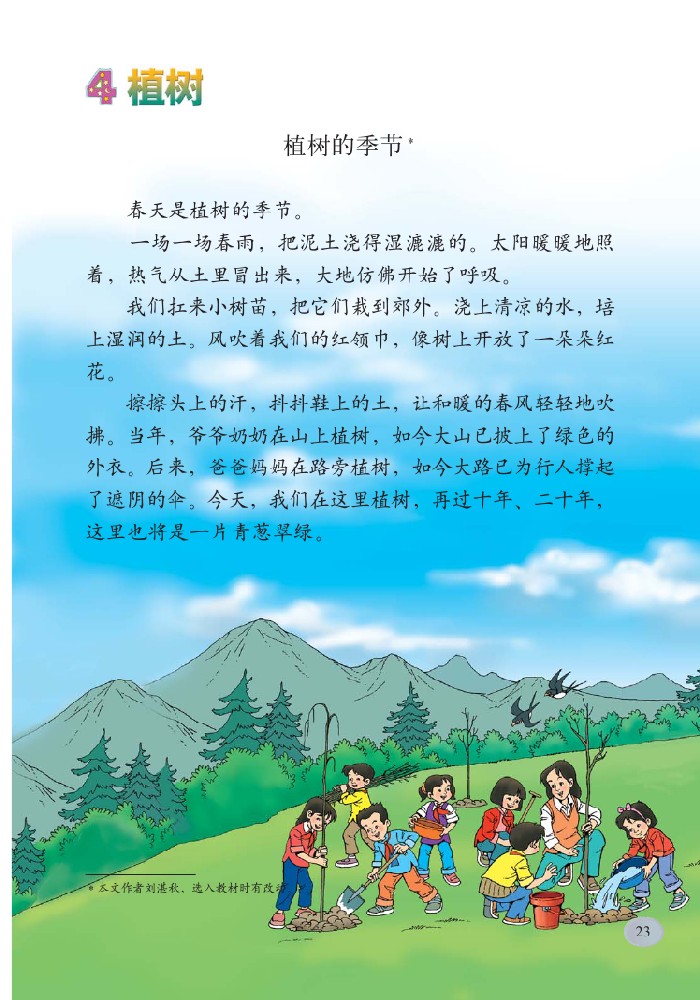 4 植树
植树的季节*
春天是植树的季节。
一场一场春雨，把泥土浇得湿漉漉的。太阳暖暖地照
着，热气从土里冒出来，大地仿佛开始了呼吸。
我们扛来小树苗，把它们栽到郊外。浇上清凉的水，培
上湿润的土。风吹着我们的红领巾，像树上开放了一朵朵红
花。
擦擦头上的汗，抖抖鞋上的土，让和暖的春风轻轻地吹
拂。当年，爷爷奶奶在山上植树，如今大山已披上了绿色的
外衣。后来，爸爸妈妈在路旁植树，如今大路已为行人撑起
了遮阴的伞。今天，我们在这里植树，再过十年、二十年，
这里也将是一片青葱翠绿。
* 本文作者刘湛秋、选入教材时有改动
23